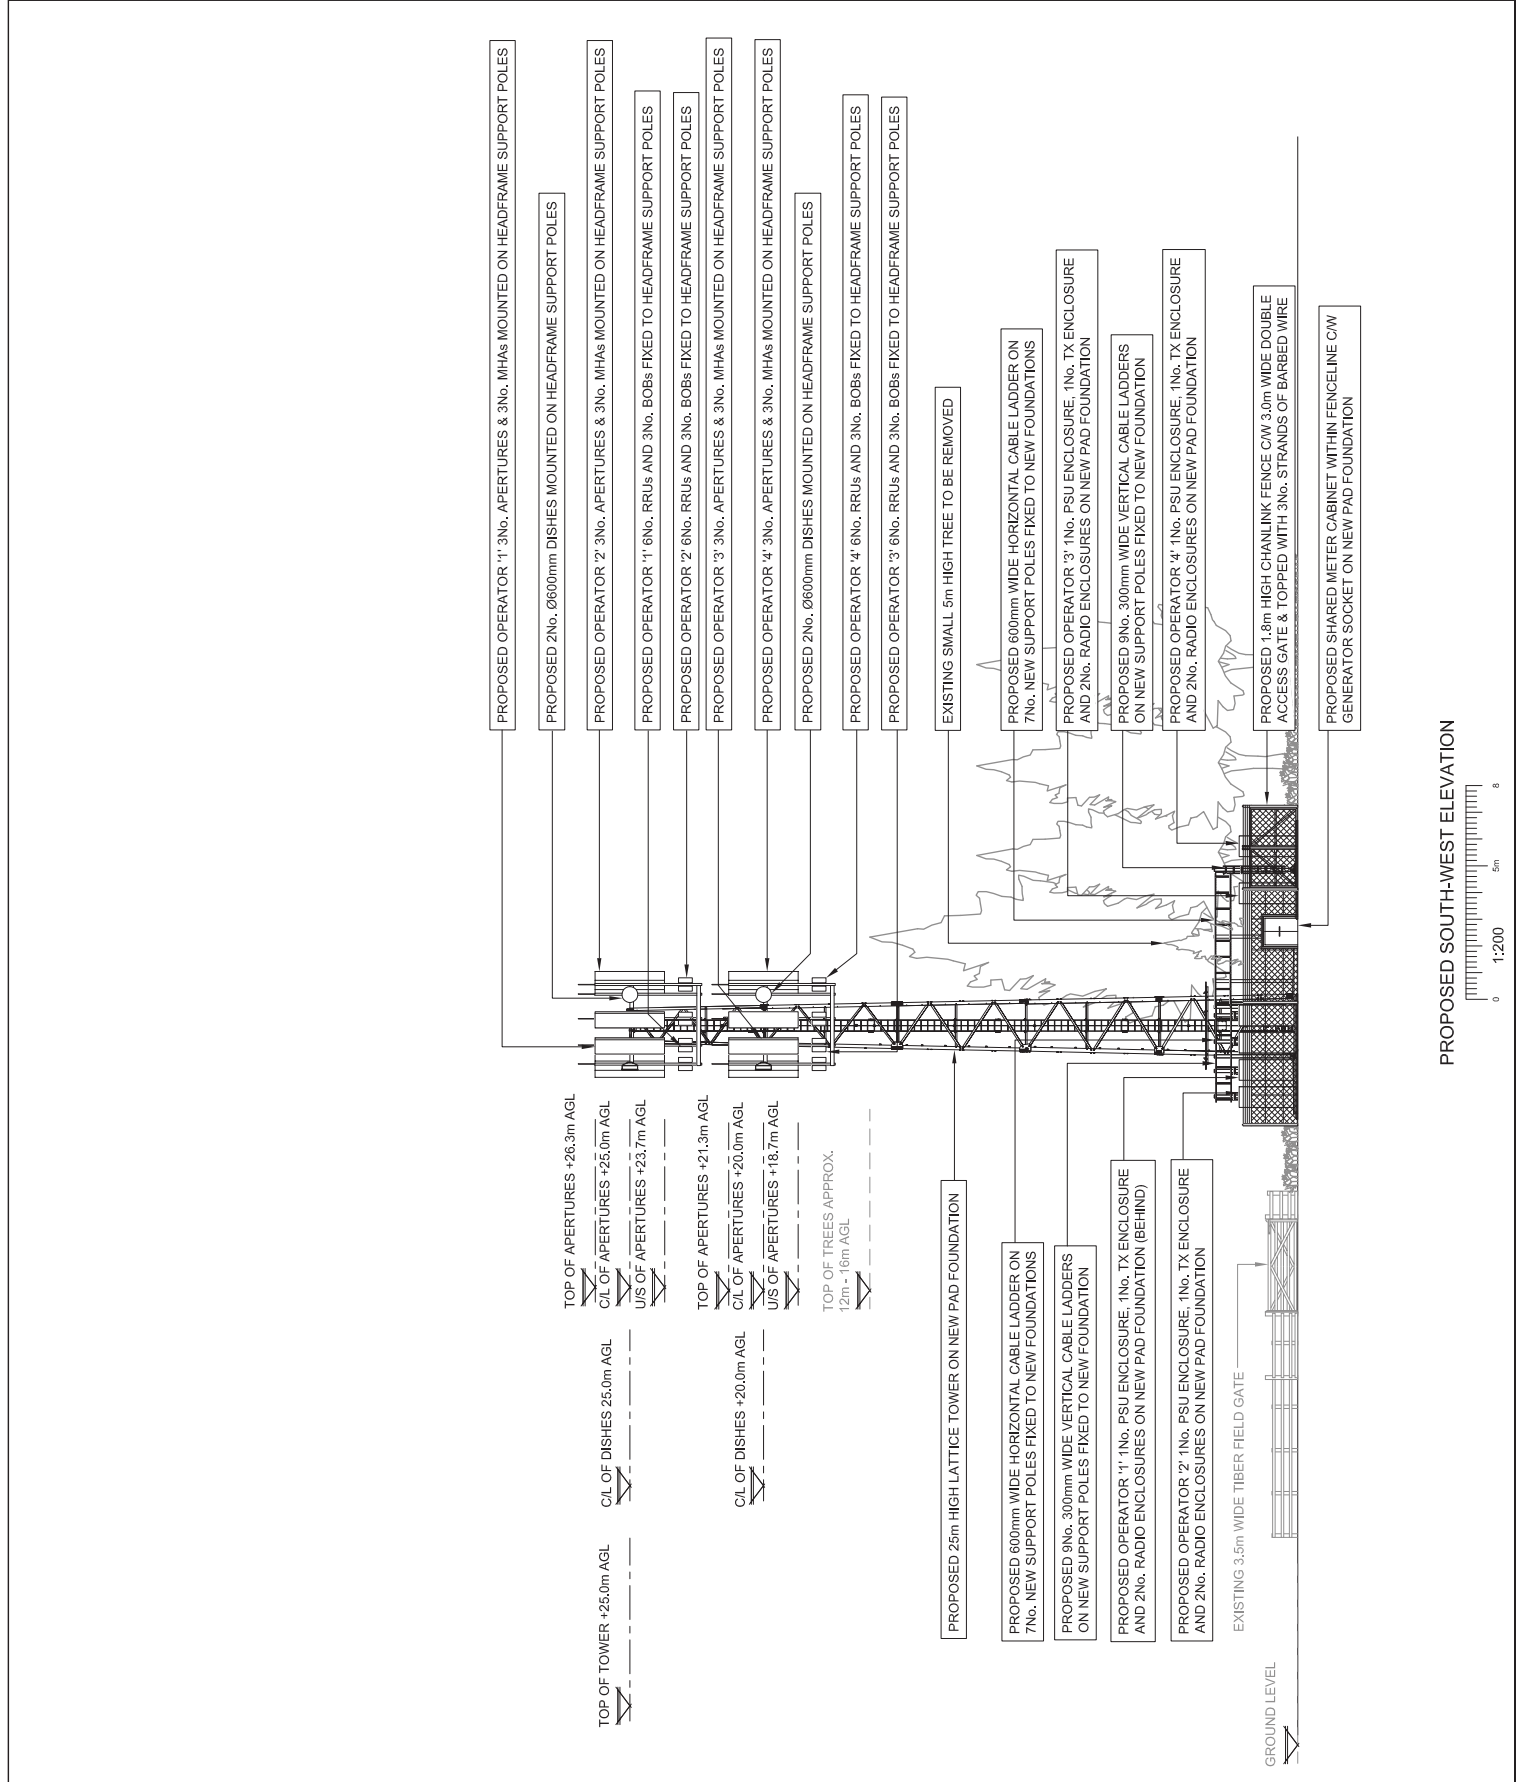 PROPOSED OPERATOR '1' 3No. APERTURES & 3No. MHAs MOUNTED ON HEADFRAME SUPPORT POLES
PROPOSED 2No. Ø600mm DISHES MOUNTED ON HEADFRAME SUPPORT POLES
PROPOSED OPERATOR '2' 3No. APERTURES & 3No. MHAs MOUNTED ON HEADFRAME SUPPORT POLES
PROPOSED OPERATOR '1' 6No. RRUs AND 3No. BOBs FIXED TO HEADFRAME SUPPORT POLES
PROPOSED OPERATOR '2' 6No. RRUs AND 3No. BOBs FIXED TO HEADFRAME SUPPORT POLES
PROPOSED OPERATOR '3' 3No. APERTURES & 3No. MHAs MOUNTED ON HEADFRAME SUPPORT POLES
PROPOSED OPERATOR '4' 3No. APERTURES & 3No. MHAs MOUNTED ON HEADFRAME SUPPORT POLES
PROPOSED 2No. Ø600mm DISHES MOUNTED ON HEADFRAME SUPPORT POLES
PROPOSED OPERATOR '4' 6No. RRUs AND 3No. BOBs FIXED TO HEADFRAME SUPPORT POLES
PROPOSED OPERATOR '3' 6No. RRUs AND 3No. BOBs FIXED TO HEADFRAME SUPPORT POLES
EXISTING SMALL 5m HIGH TREE TO BE REMOVED
PROPOSED 600mm WIDE HORIZONTAL CABLE LADDER ON
7No. NEW SUPPORT POLES FIXED TO NEW FOUNDATIONS
PROPOSED OPERATOR '3' 1No. PSU ENCLOSURE, 1No. TX ENCLOSURE
AND 2No. RADIO ENCLOSURES ON NEW PAD FOUNDATION
PROPOSED 9No. 300mm WIDE VERTICAL CABLE LADDERS
ON NEW SUPPORT POLES FIXED TO NEW FOUNDATION
PROPOSED OPERATOR '4' 1No. PSU ENCLOSURE, 1No. TX ENCLOSURE
AND 2No. RADIO ENCLOSURES ON NEW PAD FOUNDATION
PROPOSED 1.8m HIGH CHANLINK FENCE C/W 3.0m WIDE DOUBLE
ACCESS GATE & TOPPED WITH 3No. STRANDS OF BARBED WIRE
PROPOSED SHARED METER CABINET WITHIN FENCELINE C/W
GENERATOR SOCKET ON NEW PAD FOUNDATION
TOP OF TOWER +25.0m AGL
C/L OF DISHES 25.0m AGL
TOP OF APERTURES +26.3m AGL
C/L OF APERTURES +25.0m AGL
U/S OF APERTURES +23.7m AGL
C/L OF DISHES +20.0m AGL
TOP OF APERTURES +21.3m AGL
C/L OF APERTURES +20.0m AGL
U/S OF APERTURES +18.7m AGL
TOP OF TREES APPROX.
12m - 16m AGL
PROPOSED 25m HIGH LATTICE TOWER ON NEW PAD FOUNDATION
PROPOSED 600mm WIDE HORIZONTAL CABLE LADDER ON
7No. NEW SUPPORT POLES FIXED TO NEW FOUNDATIONS
PROPOSED 9No. 300mm WIDE VERTICAL CABLE LADDERS
ON NEW SUPPORT POLES FIXED TO NEW FOUNDATION
PROPOSED OPERATOR '1' 1No. PSU ENCLOSURE, 1No. TX ENCLOSURE
AND 2No. RADIO ENCLOSURES ON NEW PAD FOUNDATION (BEHIND)
PROPOSED OPERATOR '2' 1No. PSU ENCLOSURE, 1No. TX ENCLOSURE
AND 2No. RADIO ENCLOSURES ON NEW PAD FOUNDATION
EXISTING 3.5m WIDE TIBER FIELD GATE
GROUND LEVEL
PROPOSED SOUTH-WEST ELEVATION
0 5m 8
1:200